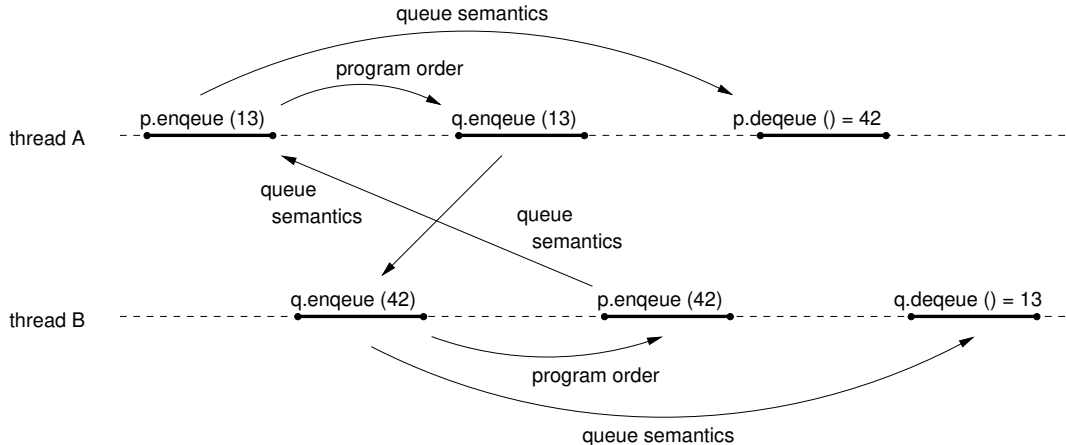 queue semantics
program order
p.enqeue (13)
q.enqeue (13)
p.deqeue () = 42
thread A
queue
semantics
queue
semantics
q.enqeue (42)
p.enqeue (42)
q.deqeue () = 13
thread B
program order
queue semantics